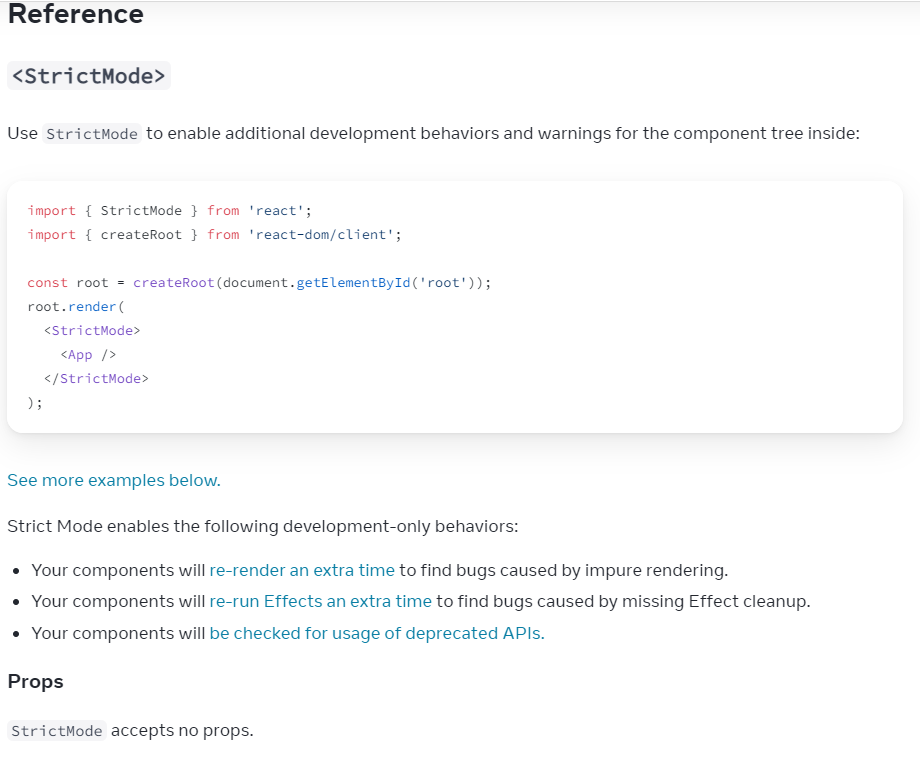 Reference
<StrictMode>
Use StrictMode to enable additional development behaviors and warnings for the component tree inside:
import { StrictMode } from 'react';
import { createRoot } from 'react-dom/client';
const root = createRoot(document.getElementById('root'));
root.render(
<StrictMode>
<App />
</StrictMode>
);
See more examples below.
Strict Mode enables the following development-only behaviors:
• Your components will re-render an extra time to find bugs caused by impure rendering.
• Your components will re-run Effects an extra time to find bugs caused by missing Effect cleanup.
• Your components will be checked for usage of deprecated APIs.
Props
StrictMode accepts no props.